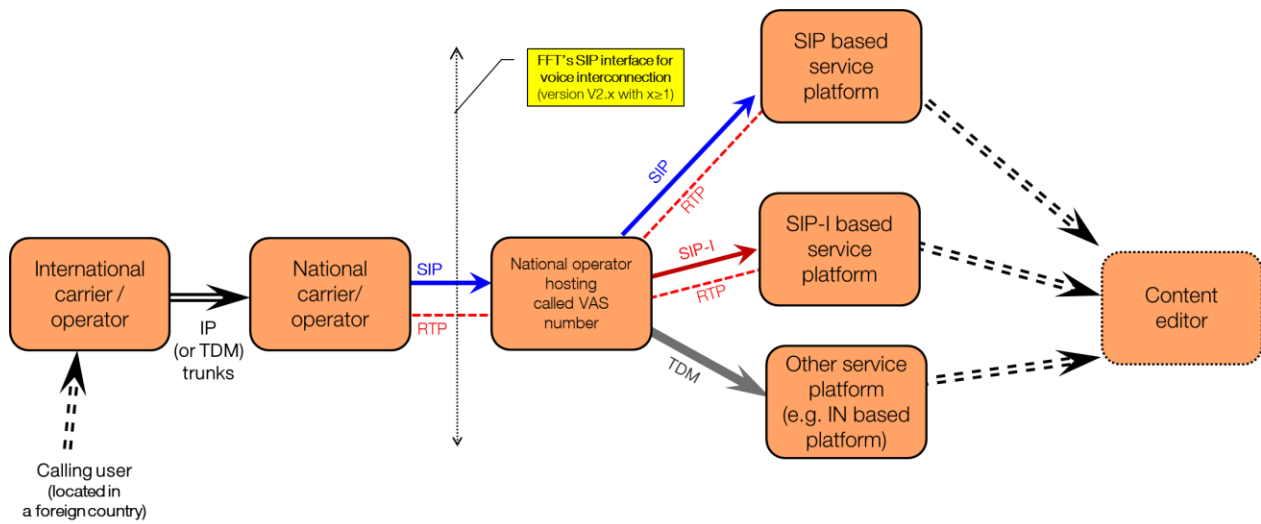 FFT's SIP interface for
voice interconnection
(version V2.x with x≥1)
SIP based
service
platform
SIP
RTP
International
carrier /
operator
IP
(or TDM)
trunks
National
carrier/
operator
SIP
RTP
National operator
hosting
called VAS
number
SIP-I
RTP
SIP-I based
service
platform
TDM
Other service
platform
(e.g. IN based
platform)
Content
editor
Calling user
(located in
a foreign country)